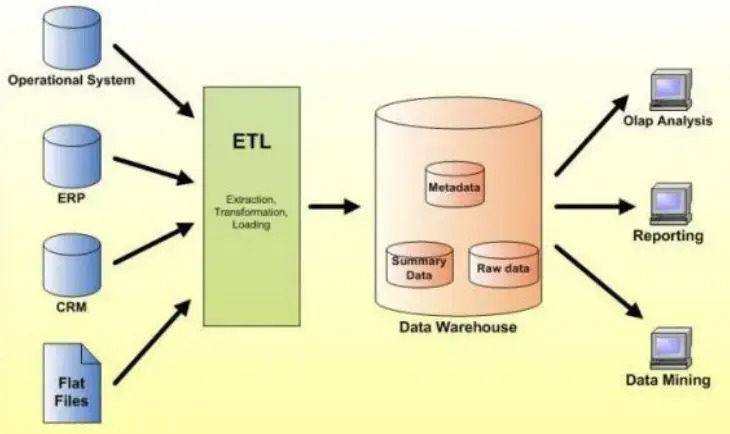 Operational System
ERP
CRM
Flat
Files
ETL
Extraction,
Transformation,
Loading
Metadata
Summary
Data
Raw data
Data Warehouse
Olap Analysis
Reporting
Data Mining